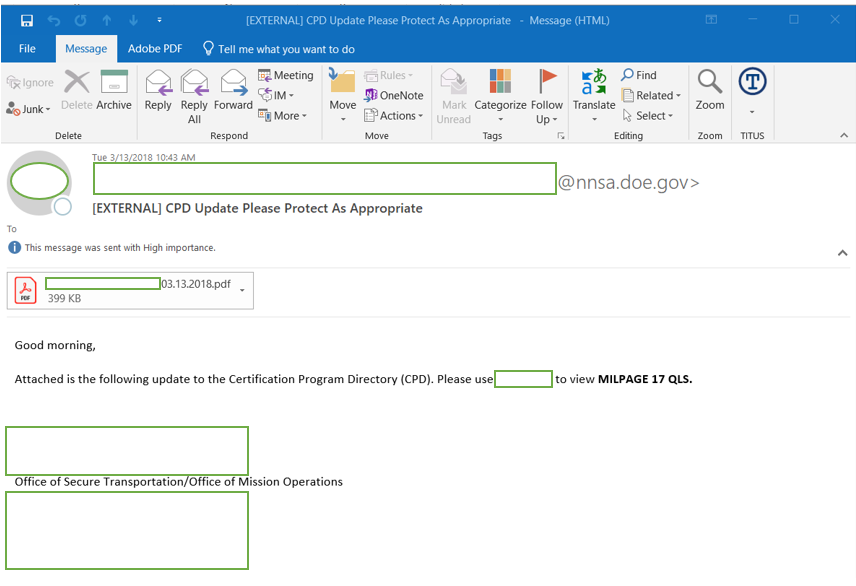 [EXTERNAL] CPD Update Please Protect As Appropriate - Message (HTML)
File Message Adobe PDF Tell me what you want to do
Ignore
Junk
Delete
Archive
Reply
Reply All
Forward
Meeting
IM
More
Move
Rules
OneNote
Actions
Mark Unread
Categorize
Follow Up
Translate
Find
Related
Select
Zoom
Delete Respond Move Tags Editing Zoom TITUS
Tue 3/13/2018 10:43 AM
@nnsa.doe.gov>
[EXTERNAL] CPD Update Please Protect As Appropriate
To
This message was sent with High importance.
PDF
03.13.2018.pdf
399 KB
Good morning,
Attached is the following update to the Certification Program Directory (CPD). Please use to view MILPAGE 17 QLS.
Office of Secure Transportation/Office of Mission Operations